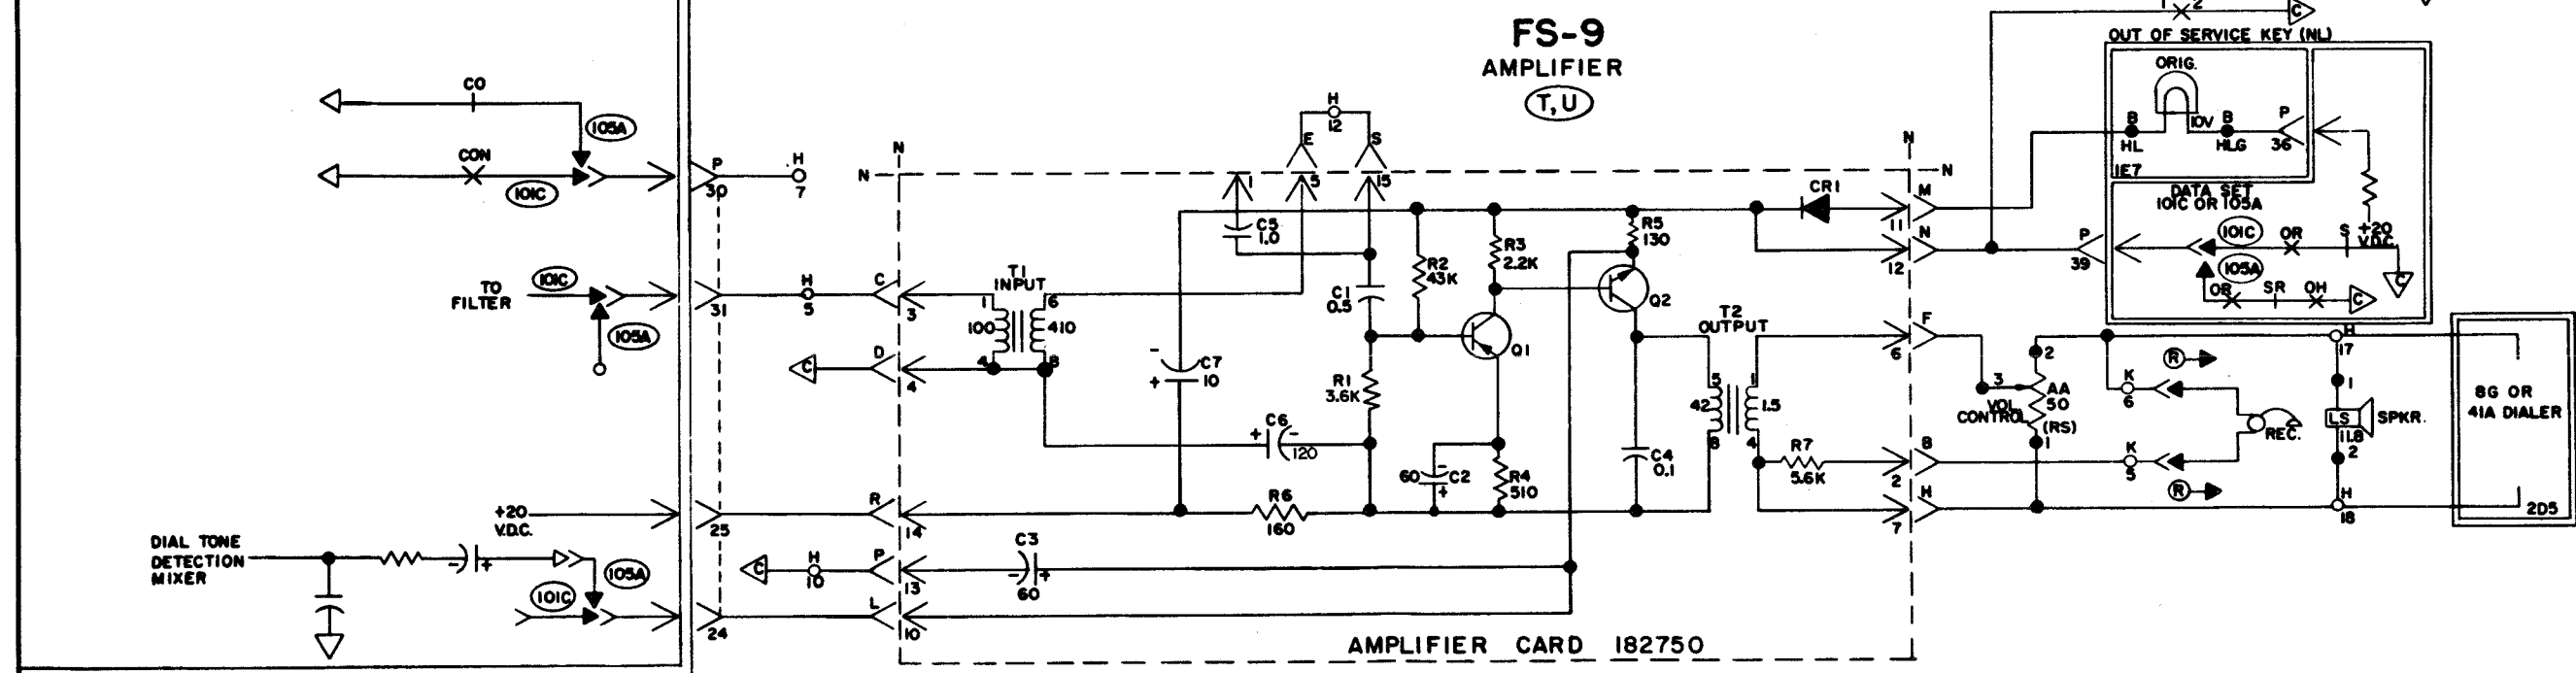 FS-9
AMPLIFIER
T, U
1 2
C
OUT OF SERVICE KEY (NL)
ORIG.
10V
B
HL
B
HLG
P
36
1E7
DATA SET
101C OR 105A
101C
OR
S
+20
V.D.C.
C
105A
OR
SR
OH
C
P
39
CO
105A
CON
101C
P
30
H
7
TO
FILTER
101C
105A
31
H
5
C
3
D
4
C
+20
V.D.C.
25
R
14
DIAL TONE
DETECTION
MIXER
- +
105A
101C
24
C
H
10
P
13
L
10
N
N
N
N
H
12
E
S
1
5
15
T1
INPUT
1
6
100
410
4
8
C5
1.0
C1
0.5
R2
43K
R3
2.2K
R5
130
CR1
M
11
N
12
Q1
Q2
-
+
C7
10
R1
3.6K
C6
+ -
120
R6
160
60
-
+
C2
R4
510
C4
0.1
C3
- +
60
T2
OUTPUT
5
1
42
1.5
8
4
R7
5.6K
F
6
B
2
H
7
3
VOL.
CONTROL
2
AA
50
(RS)
1
R
K
6
K
5
R
REC.
H
17
1
LS
11.8
SPKR.
2
H
18
8G OR
41A DIALER
2D5
AMPLIFIER CARD 182750